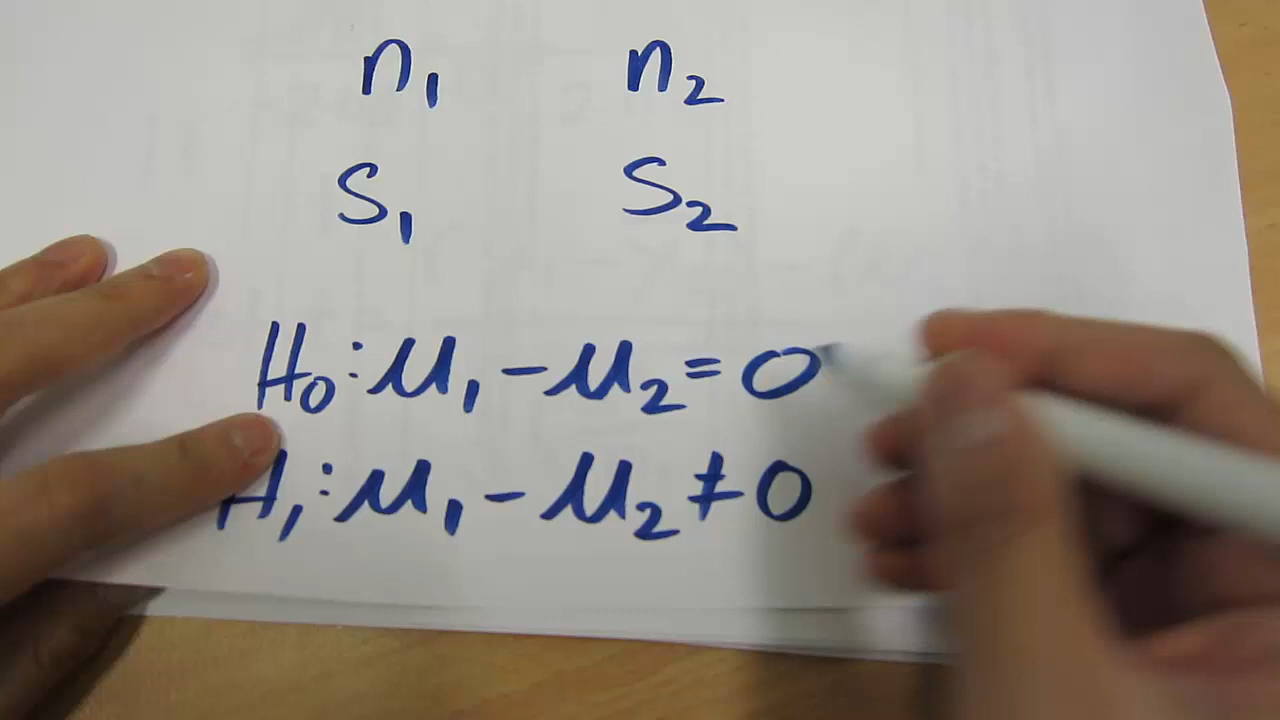 n₁ n₂
S₁ S₂
H₀: μ₁ - μ₂ = 0
H₁: μ₁ - μ₂ ≠ 0